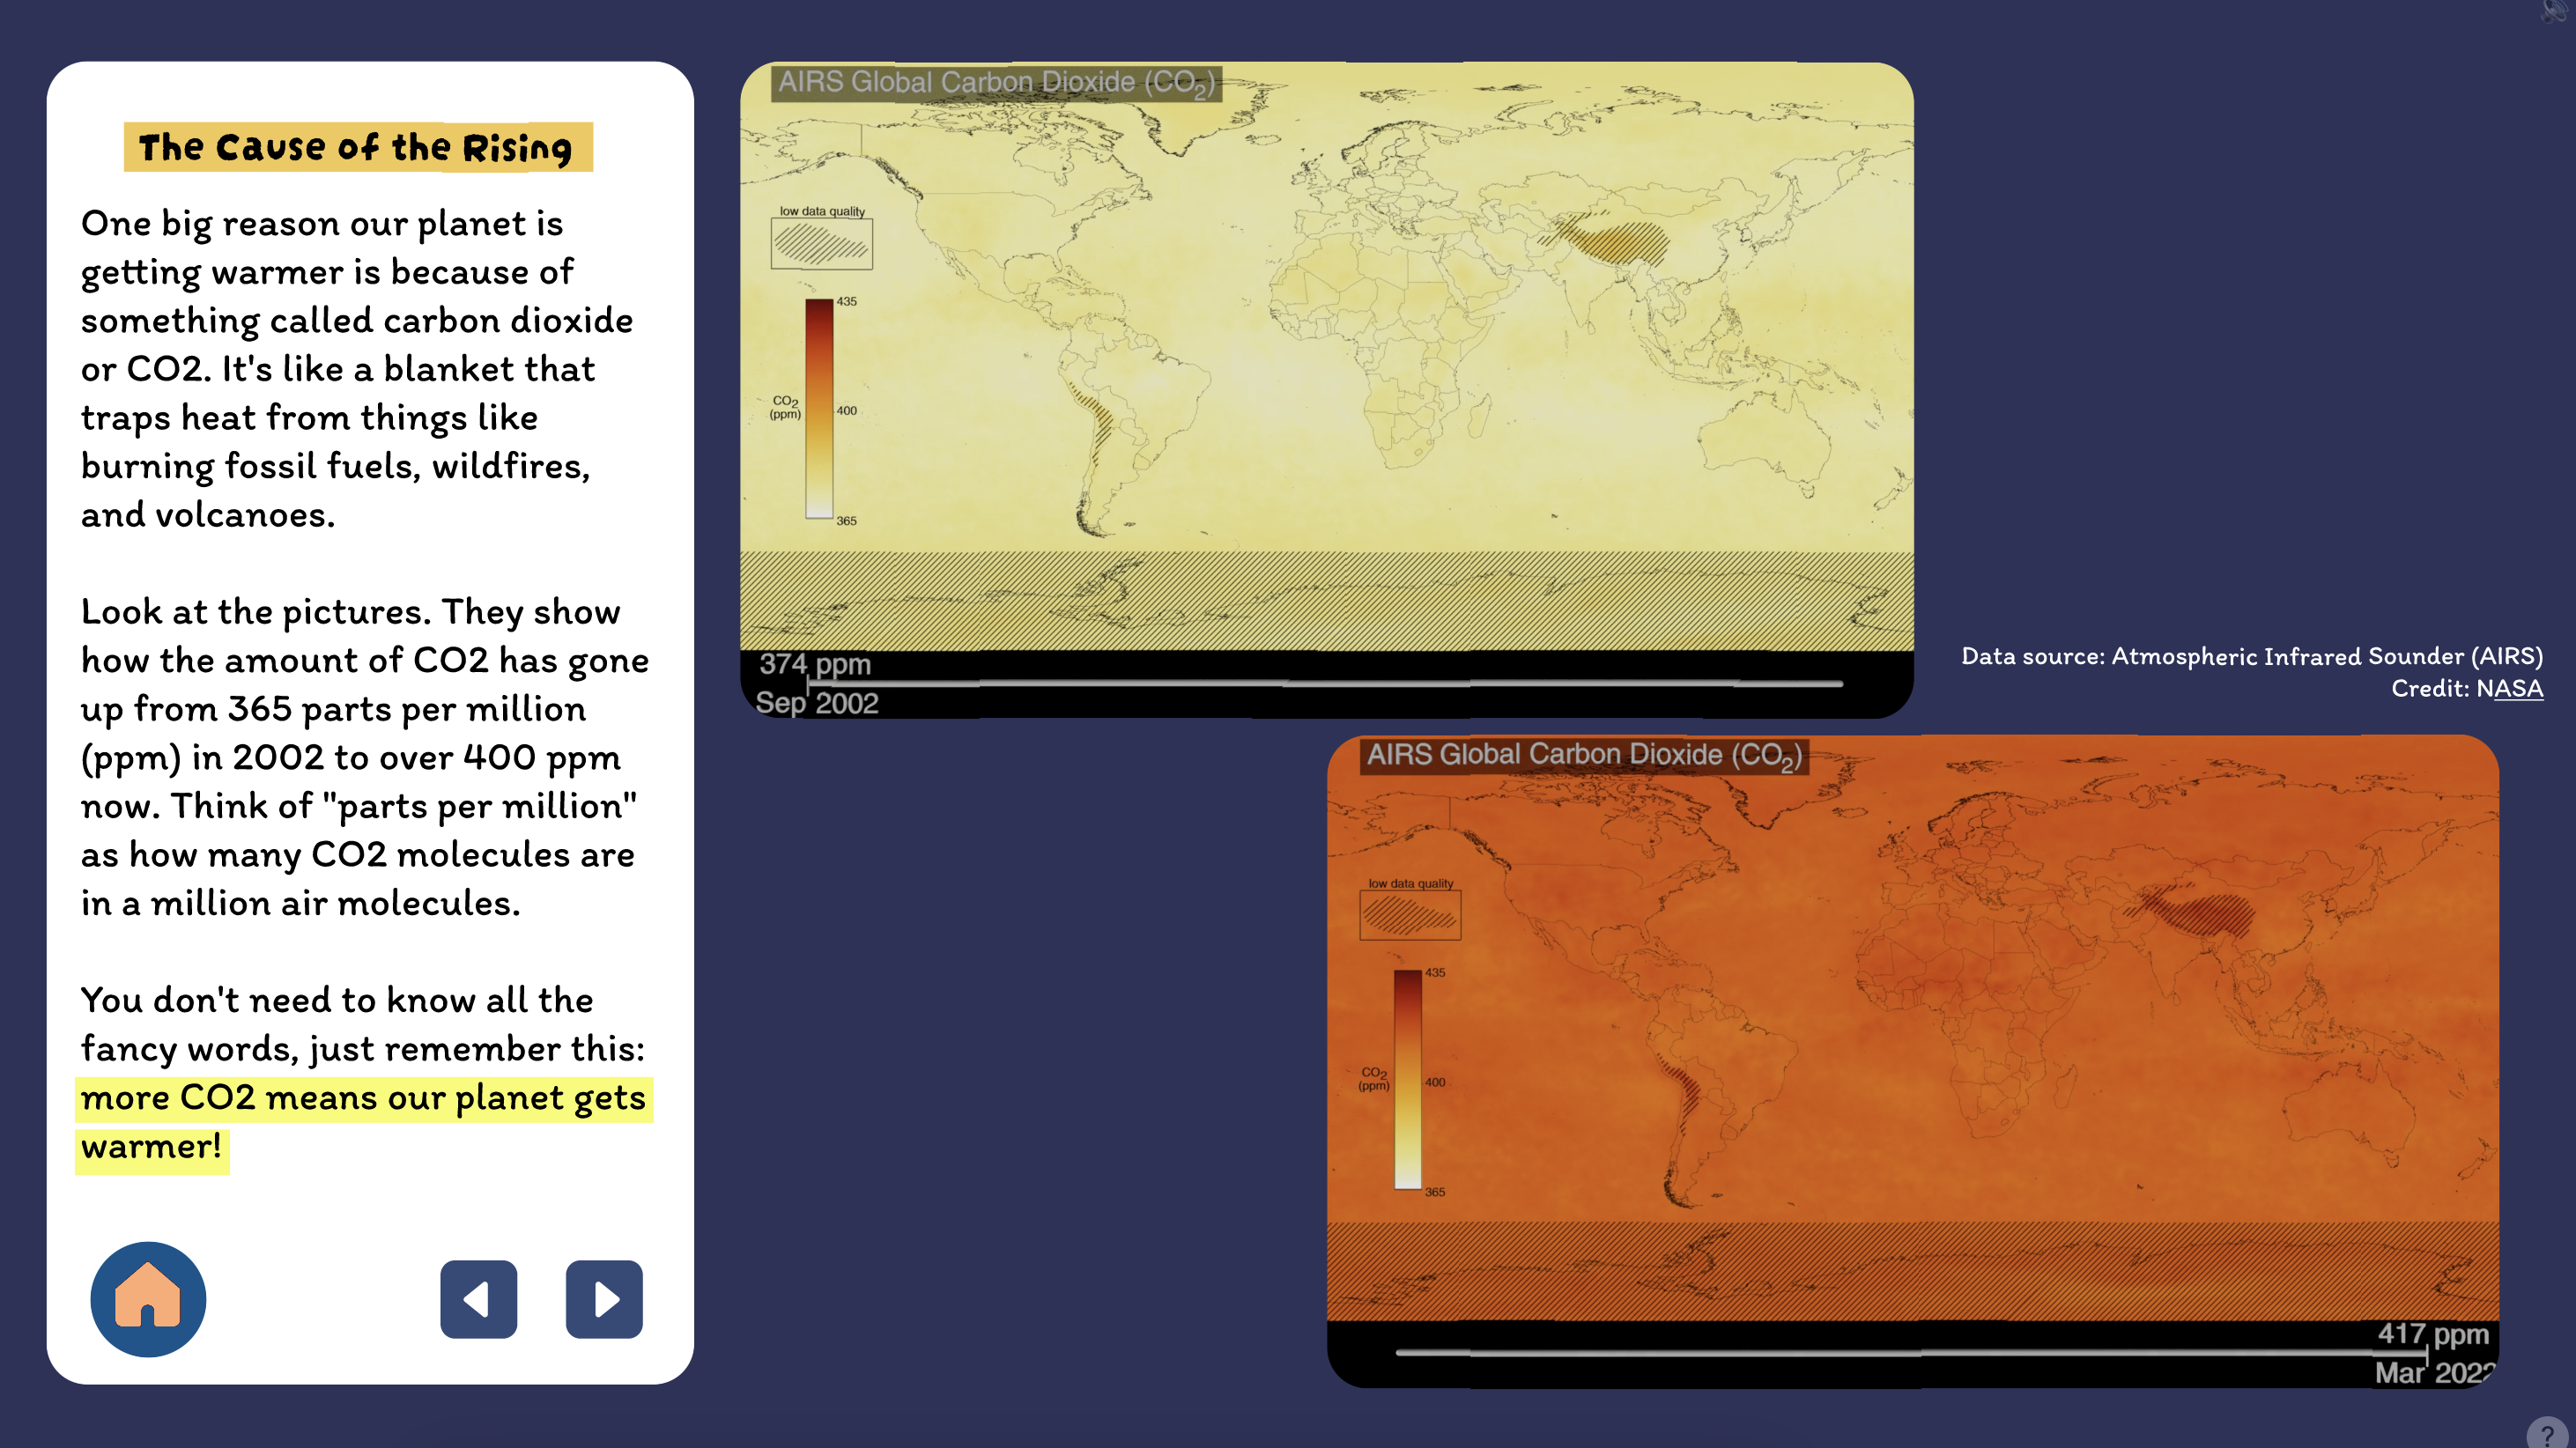 The Cause of the Rising
One big reason our planet is
getting warmer is because of
something called carbon dioxide
or CO2. It's like a blanket that
traps heat from things like
burning fossil fuels, wildfires,
and volcanoes.
Look at the pictures. They show
how the amount of CO2 has gone
up from 365 parts per million
(ppm) in 2002 to over 400 ppm
now. Think of "parts per million"
as how many CO2 molecules are
in a million air molecules.
You don't need to know all the
fancy words, just remember this:
more CO2 means our planet gets
warmer!
AIRS Global Carbon Dioxide (CO₂)
low data quality
435
CO₂
(ppm)
400
365
374 ppm
Sep 2002
Data source: Atmospheric Infrared Sounder (AIRS)
Credit: NASA
AIRS Global Carbon Dioxide (CO₂)
low data quality
435
CO₂
(ppm)
400
365
417 ppm
Mar 2022
?